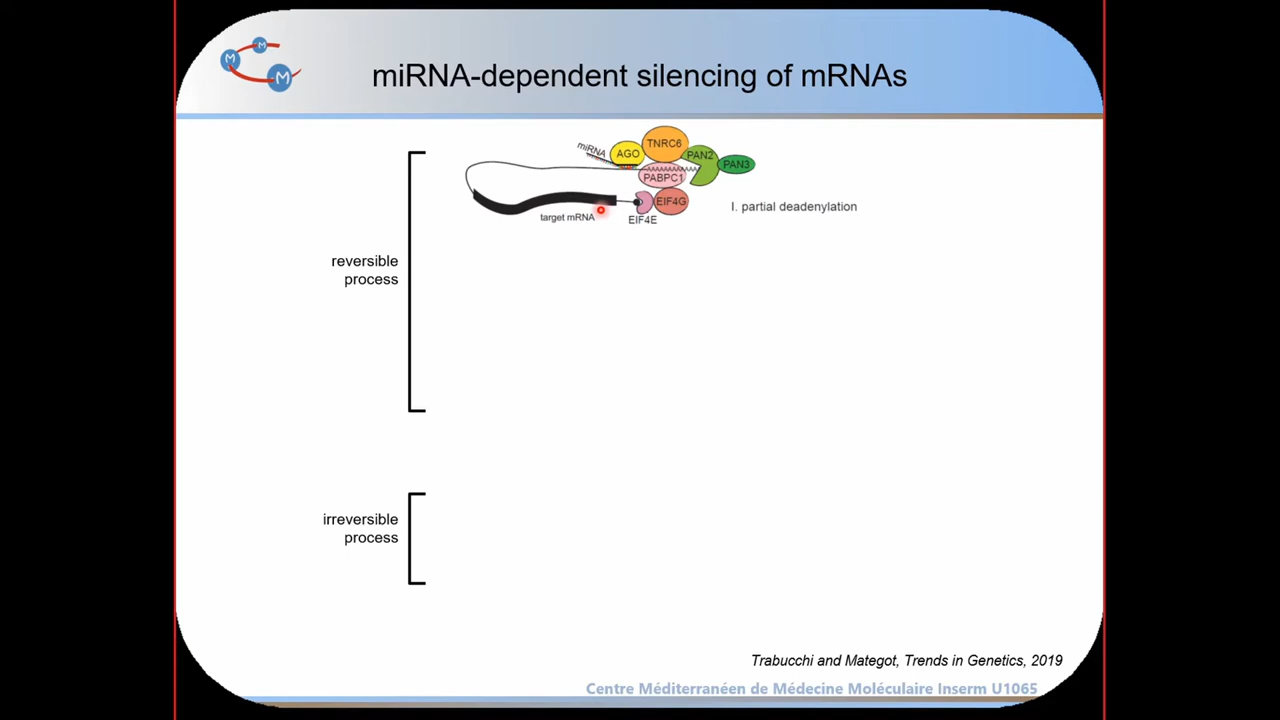 M
M
M
miRNA-dependent silencing of mRNAs
miRNA
AGO
TNRC6
PAN2
PAN3
PABPC1
EIF4G
EIF4E
target mRNA
I. partial deadenylation
reversible
process
irreversible
process
Trabucchi and Mategot, Trends in Genetics, 2019
Centre Méditerranéen de Médecine Moléculaire Inserm U1065